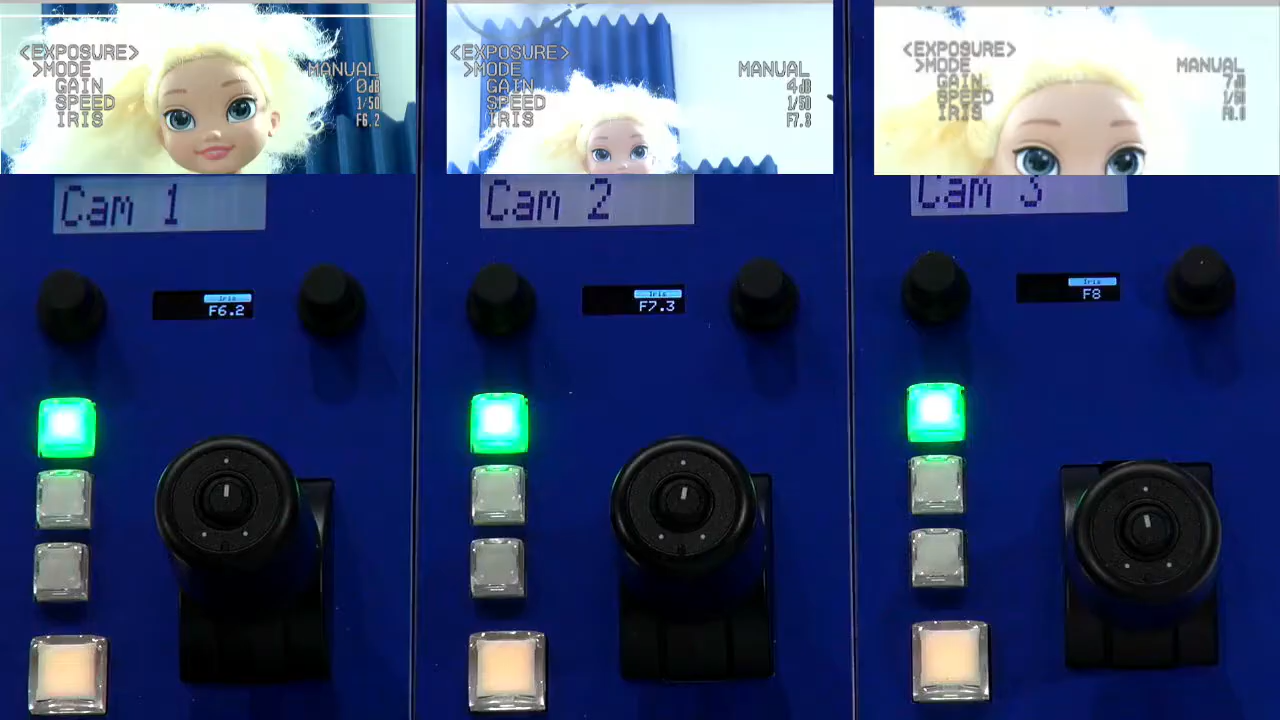 <EXPOSURE>
>MODE MANUAL
GAIN 0dB
SPEED 1/50
IRIS F6.2
<EXPOSURE>
>MODE MANUAL
GAIN 4dB
SPEED 1/50
IRIS F7.3
<EXPOSURE>
>MODE MANUAL
GAIN 7dB
SPEED
IRIS
Cam 1
Cam 2
Cam 3
Iris
F6.2
Iris
F7.3
Iris
F8